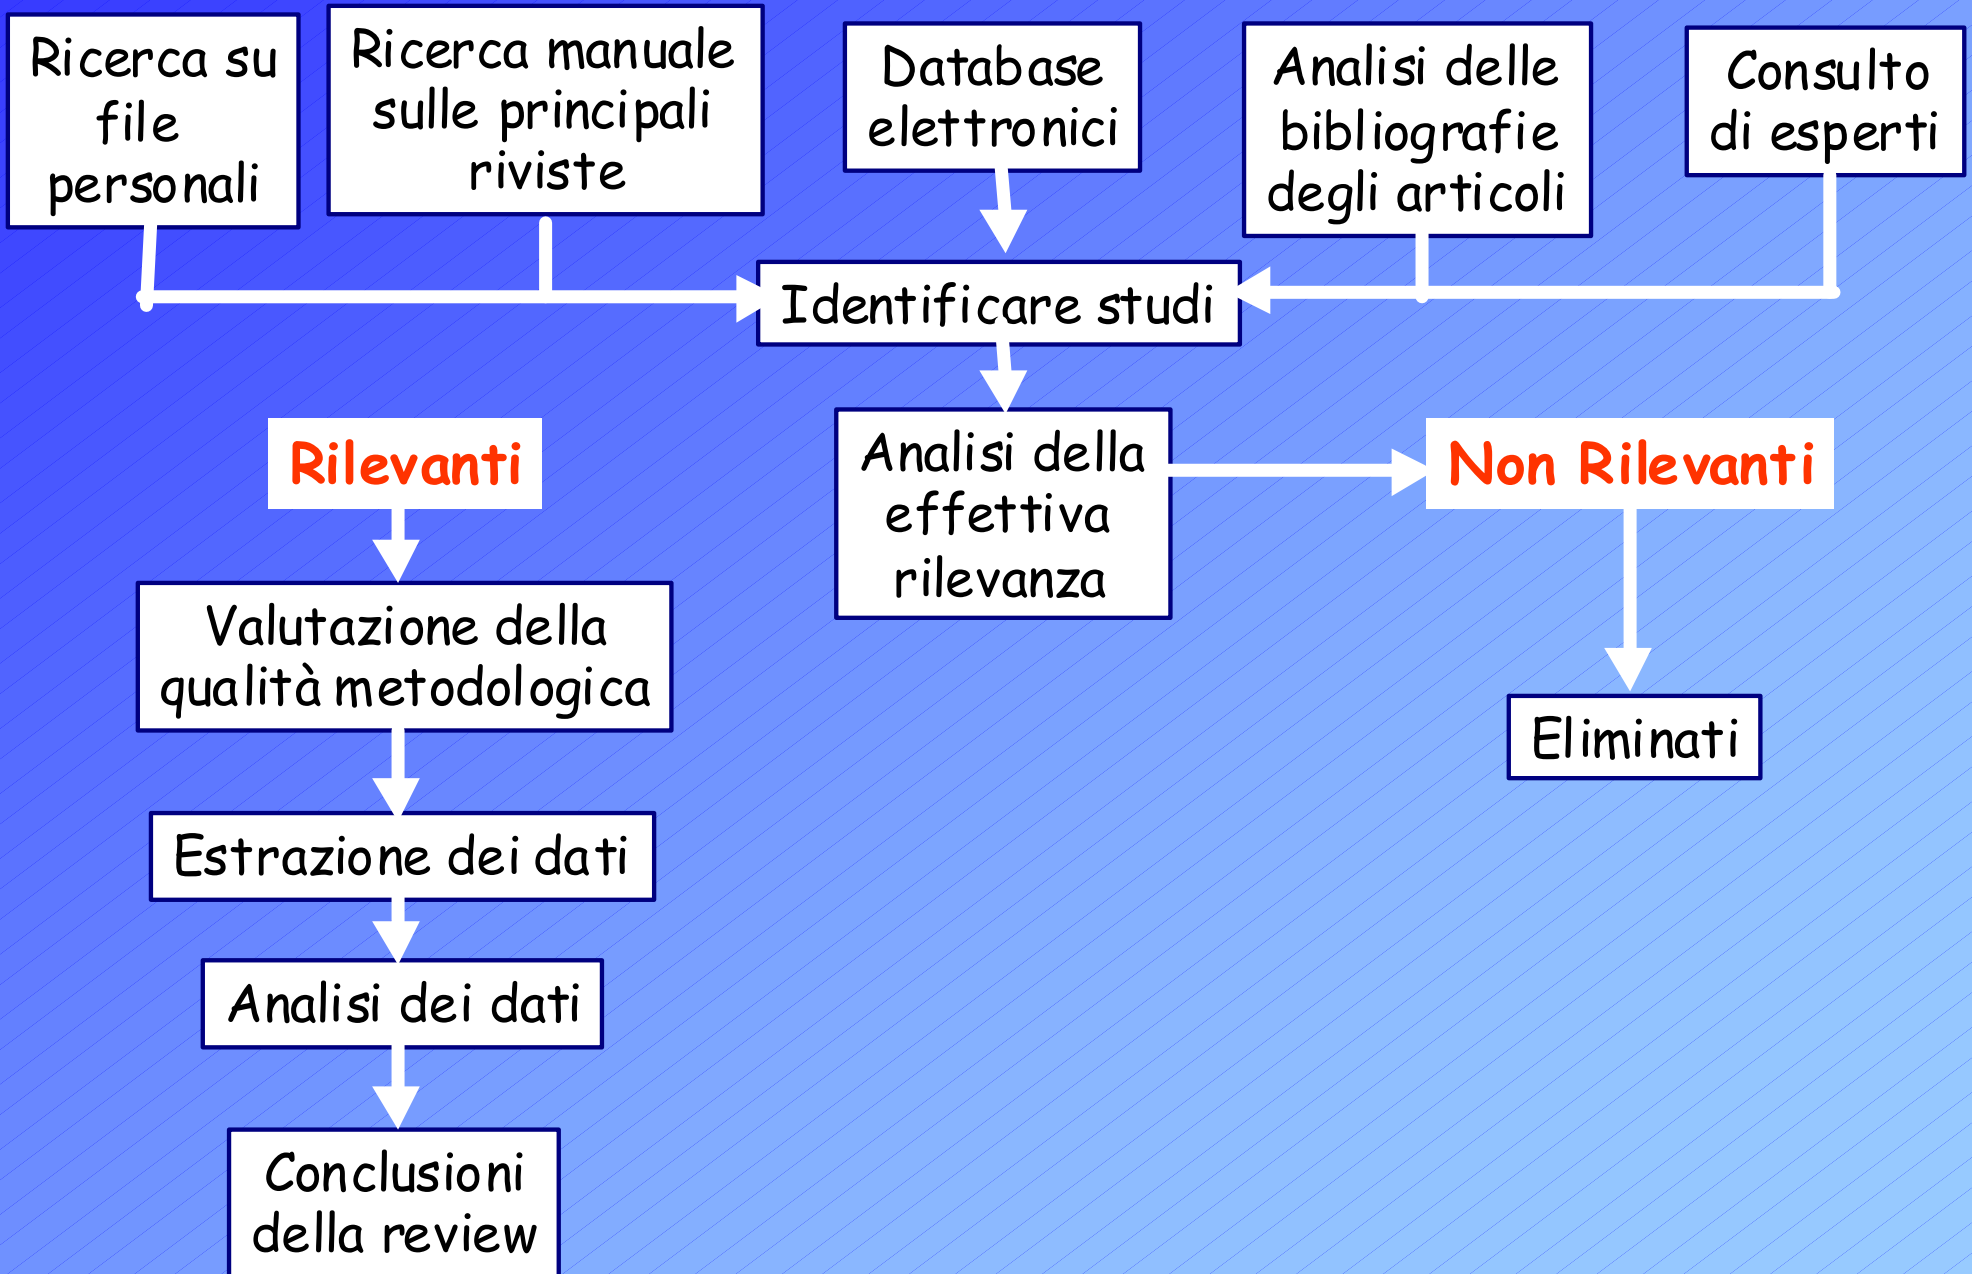 Ricerca su
file
personali
Ricerca manuale
sulle principali
riviste
Database
elettronici
Analisi delle
bibliografie
degli articoli
Consulto
di esperti
Identificare studi
Rilevanti
Analisi della
effettiva
rilevanza
Non Rilevanti
Valutazione della
qualità metodologica
Eliminati
Estrazione dei dati
Analisi dei dati
Conclusioni
della review